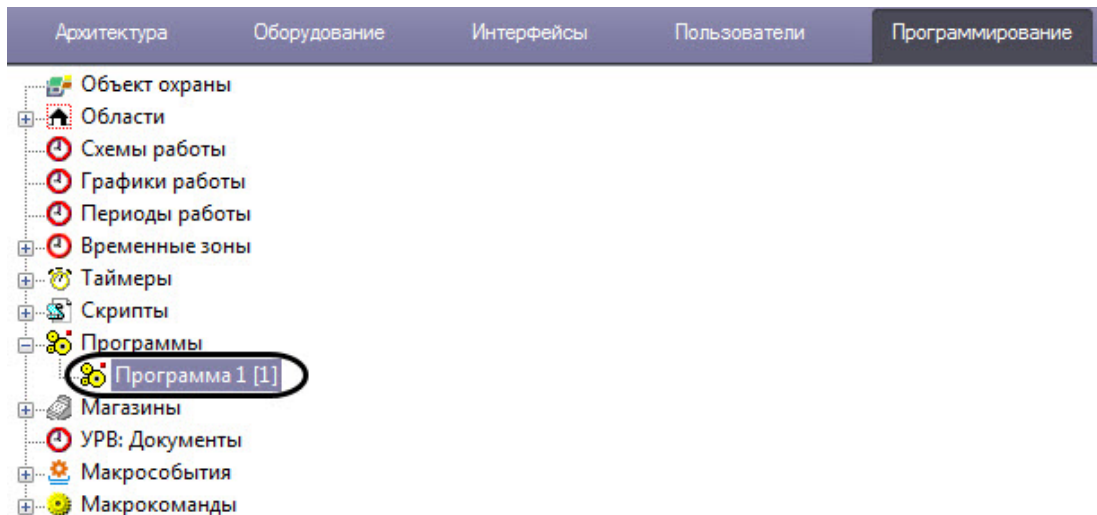 Архитектура Оборудование Интерфейсы Пользователи Программирование
Объект охраны
Области
Схемы работы
Графики работы
Периоды работы
Временные зоны
Таймеры
Скрипты
Программы
Программа 1 [1]
Магазины
УРВ: Документы
Макрособытия
Макрокоманды